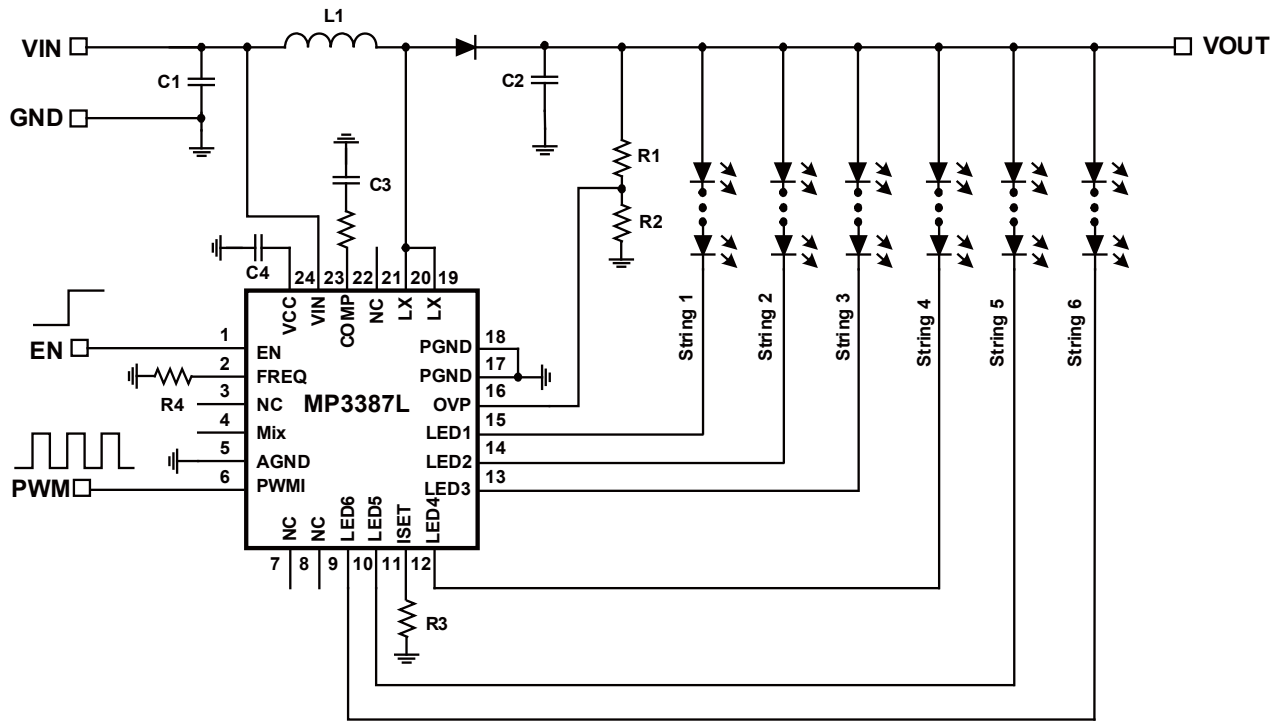 L1
VIN
VOUT
C1
C2
GND
C3
R1
R2
C4
24 23 22 21 20 19
VCC
VIN
COMP
NC
LX
LX
String 1
String 2
String 3
String 4
String 5
String 6
EN
1
EN
PGND
18
2
FREQ
PGND
17
R4
3
NC
MP3387L
OVP
16
4
Mix
LED1
15
5
AGND
LED2
14
PWM
6
PWMI
LED3
13
NC
NC
LED6
LED5
ISET
LED4
7 8 9 10 11 12
R3